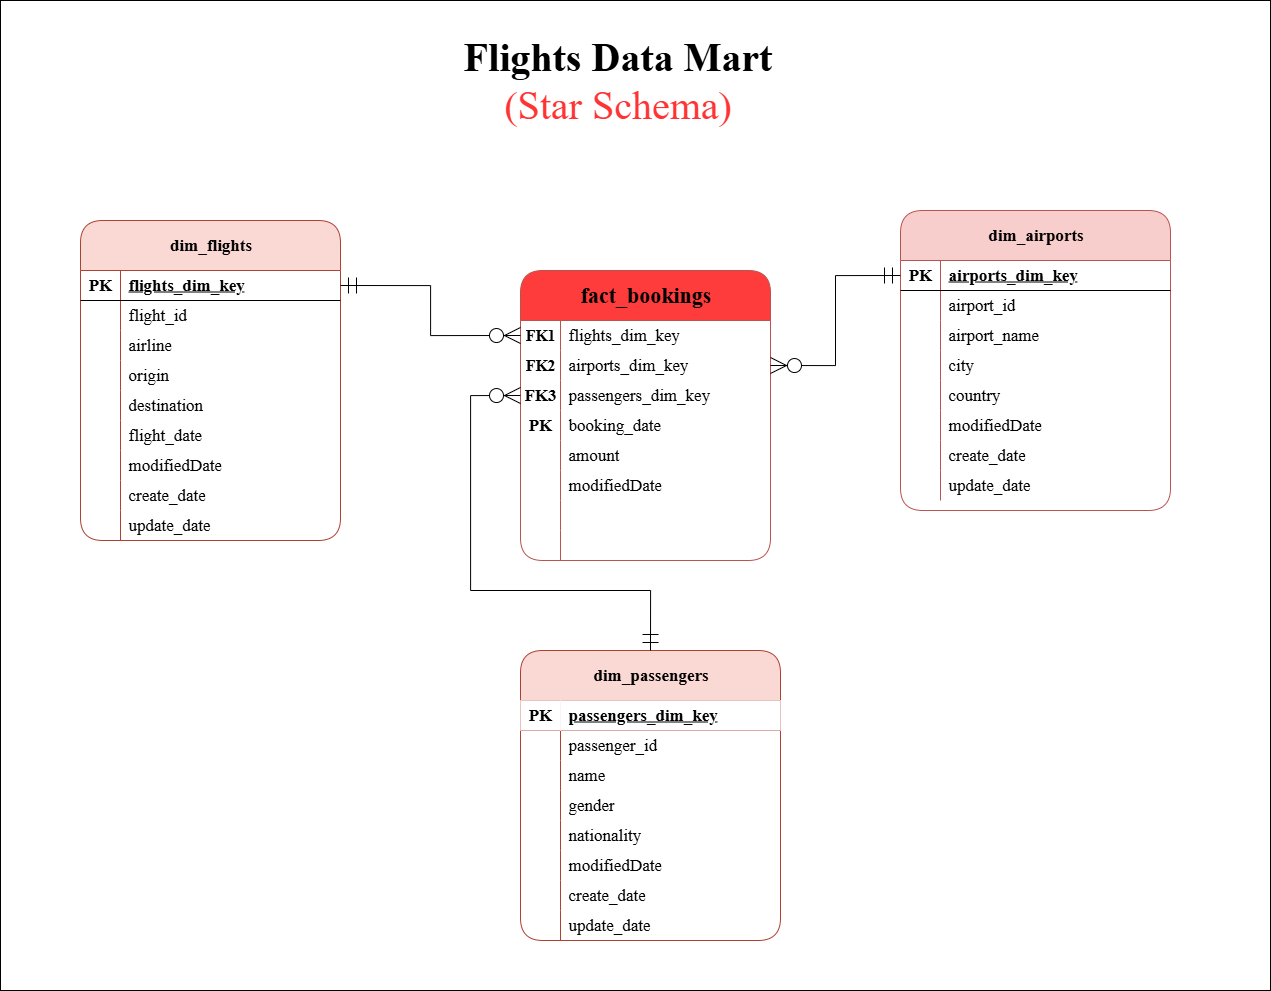 Flights Data Mart
(Star Schema)
dim_flights
PK flights_dim_key
flight_id
airline
origin
destination
flight_date
modifiedDate
create_date
update_date
fact_bookings
FK1 flights_dim_key
FK2 airports_dim_key
FK3 passengers_dim_key
PK booking_date
amount
modifiedDate
dim_airports
PK airports_dim_key
airport_id
airport_name
city
country
modifiedDate
create_date
update_date
dim_passengers
PK passengers_dim_key
passenger_id
name
gender
nationality
modifiedDate
create_date
update_date